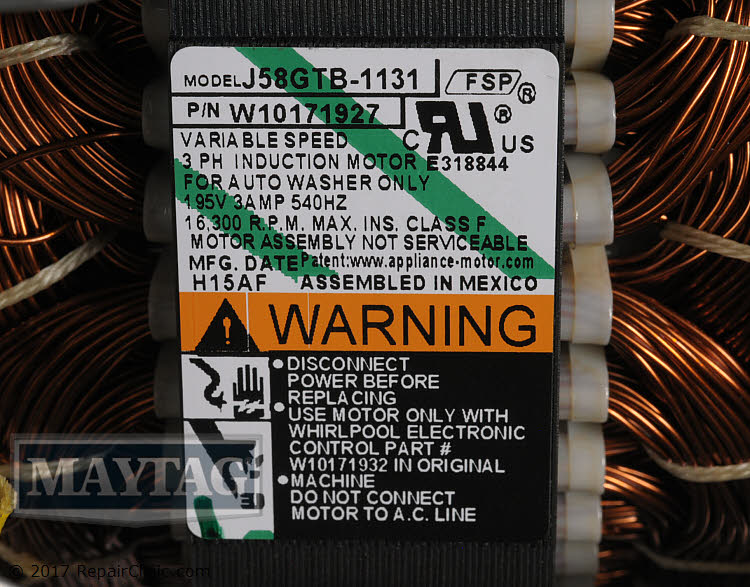 MODEL J58GTB-1131 FSP®
P/N W10171927
C UR US ®
VARIABLE SPEED
3 PH INDUCTION MOTOR E318844
FOR AUTO WASHER ONLY
195V 3AMP 540HZ
16,300 R.P.M. MAX. INS. CLASS F
MOTOR ASSEMBLY NOT SERVICEABLE
MFG. DATE Patent:www.appliance-motor.com
H15AF ASSEMBLED IN MEXICO
WARNING
• DISCONNECT
POWER BEFORE
REPLACING
• USE MOTOR ONLY WITH
WHIRLPOOL ELECTRONIC
CONTROL PART #
W10171932 IN ORIGINAL
• MACHINE
DO NOT CONNECT
MOTOR TO A.C. LINE
MAYTAG
© 2017 RepairClinic.com